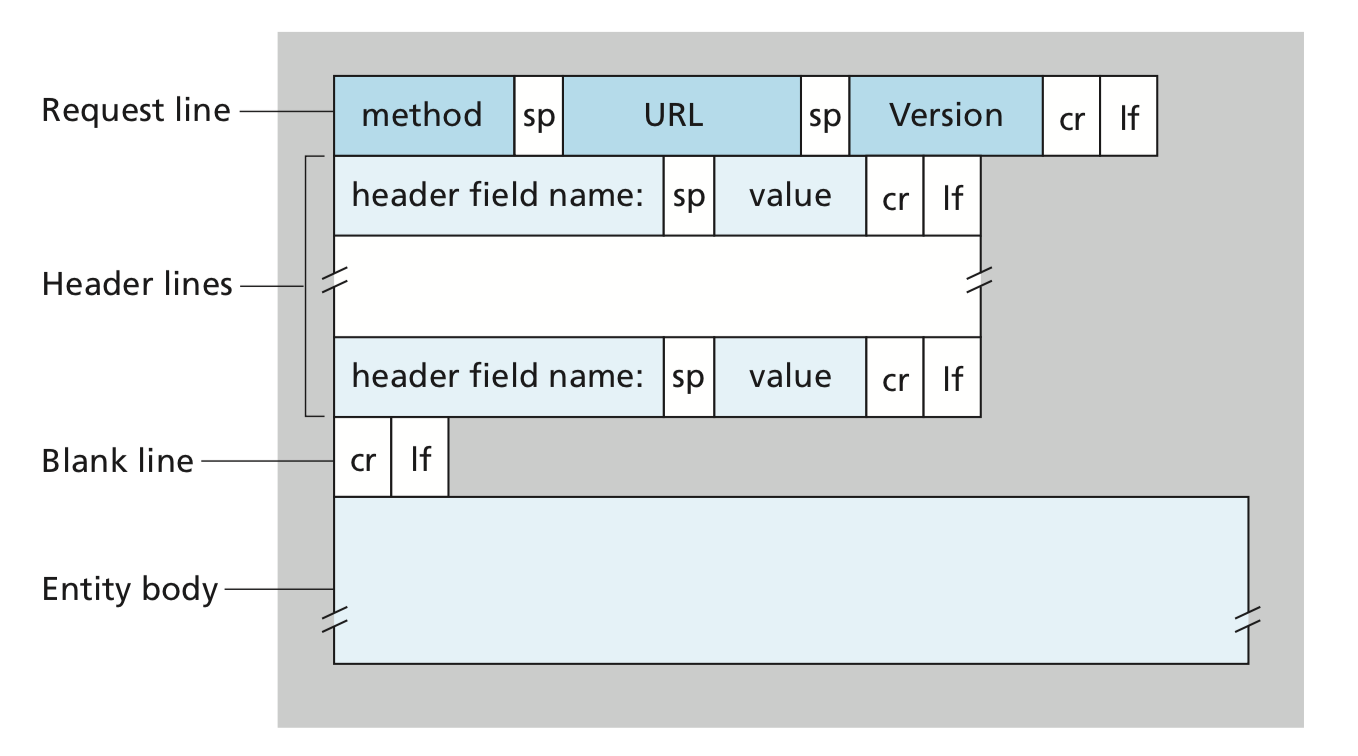 Request line method sp URL sp Version cr lf
header field name: sp value cr lf
Header lines
header field name: sp value cr lf
Blank line cr lf
Entity body